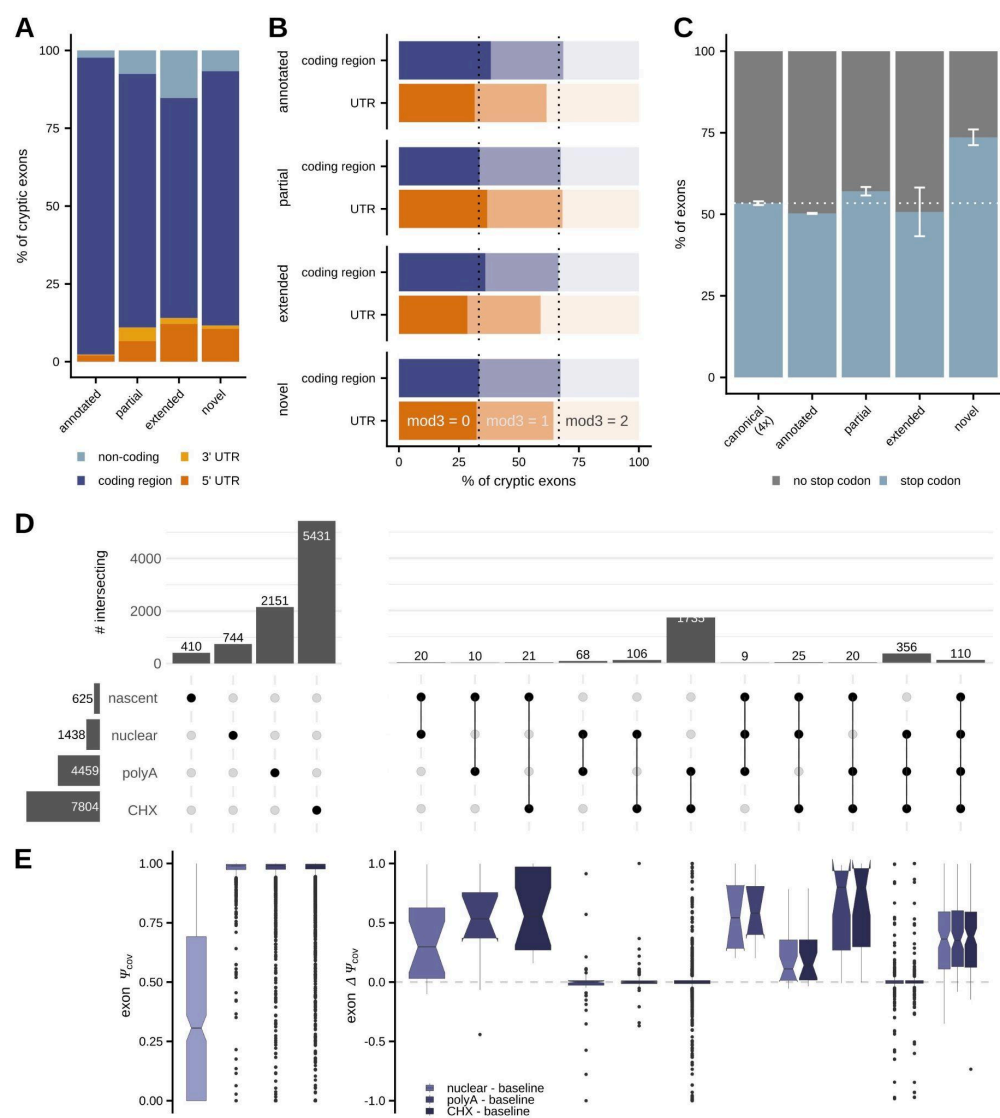 A
100
75
50
25
0
% of cryptic exons
annotated
partial
extended
novel
non-coding
coding region
3' UTR
5' UTR
B
annotated
coding region
UTR
partial
coding region
UTR
extended
coding region
UTR
novel
coding region
UTR
mod3 = 0
mod3 = 1
mod3 = 2
0
25
50
75
100
% of cryptic exons
C
100
75
50
25
0
% of exons
canonical
(4x)
annotated
partial
extended
novel
no stop codon
stop codon
D
# intersecting
4000
2000
0
410
744
2151
5431
20
10
21
68
106
1735
9
25
20
356
110
625
nascent
1438
nuclear
4459
polyA
7804
CHX
E
exon Ψcov
1.00
0.75
0.50
0.25
0.00
exon Δ Ψcov
1.0
0.5
0.0
-0.5
-1.0
nuclear - baseline
polyA - baseline
CHX - baseline